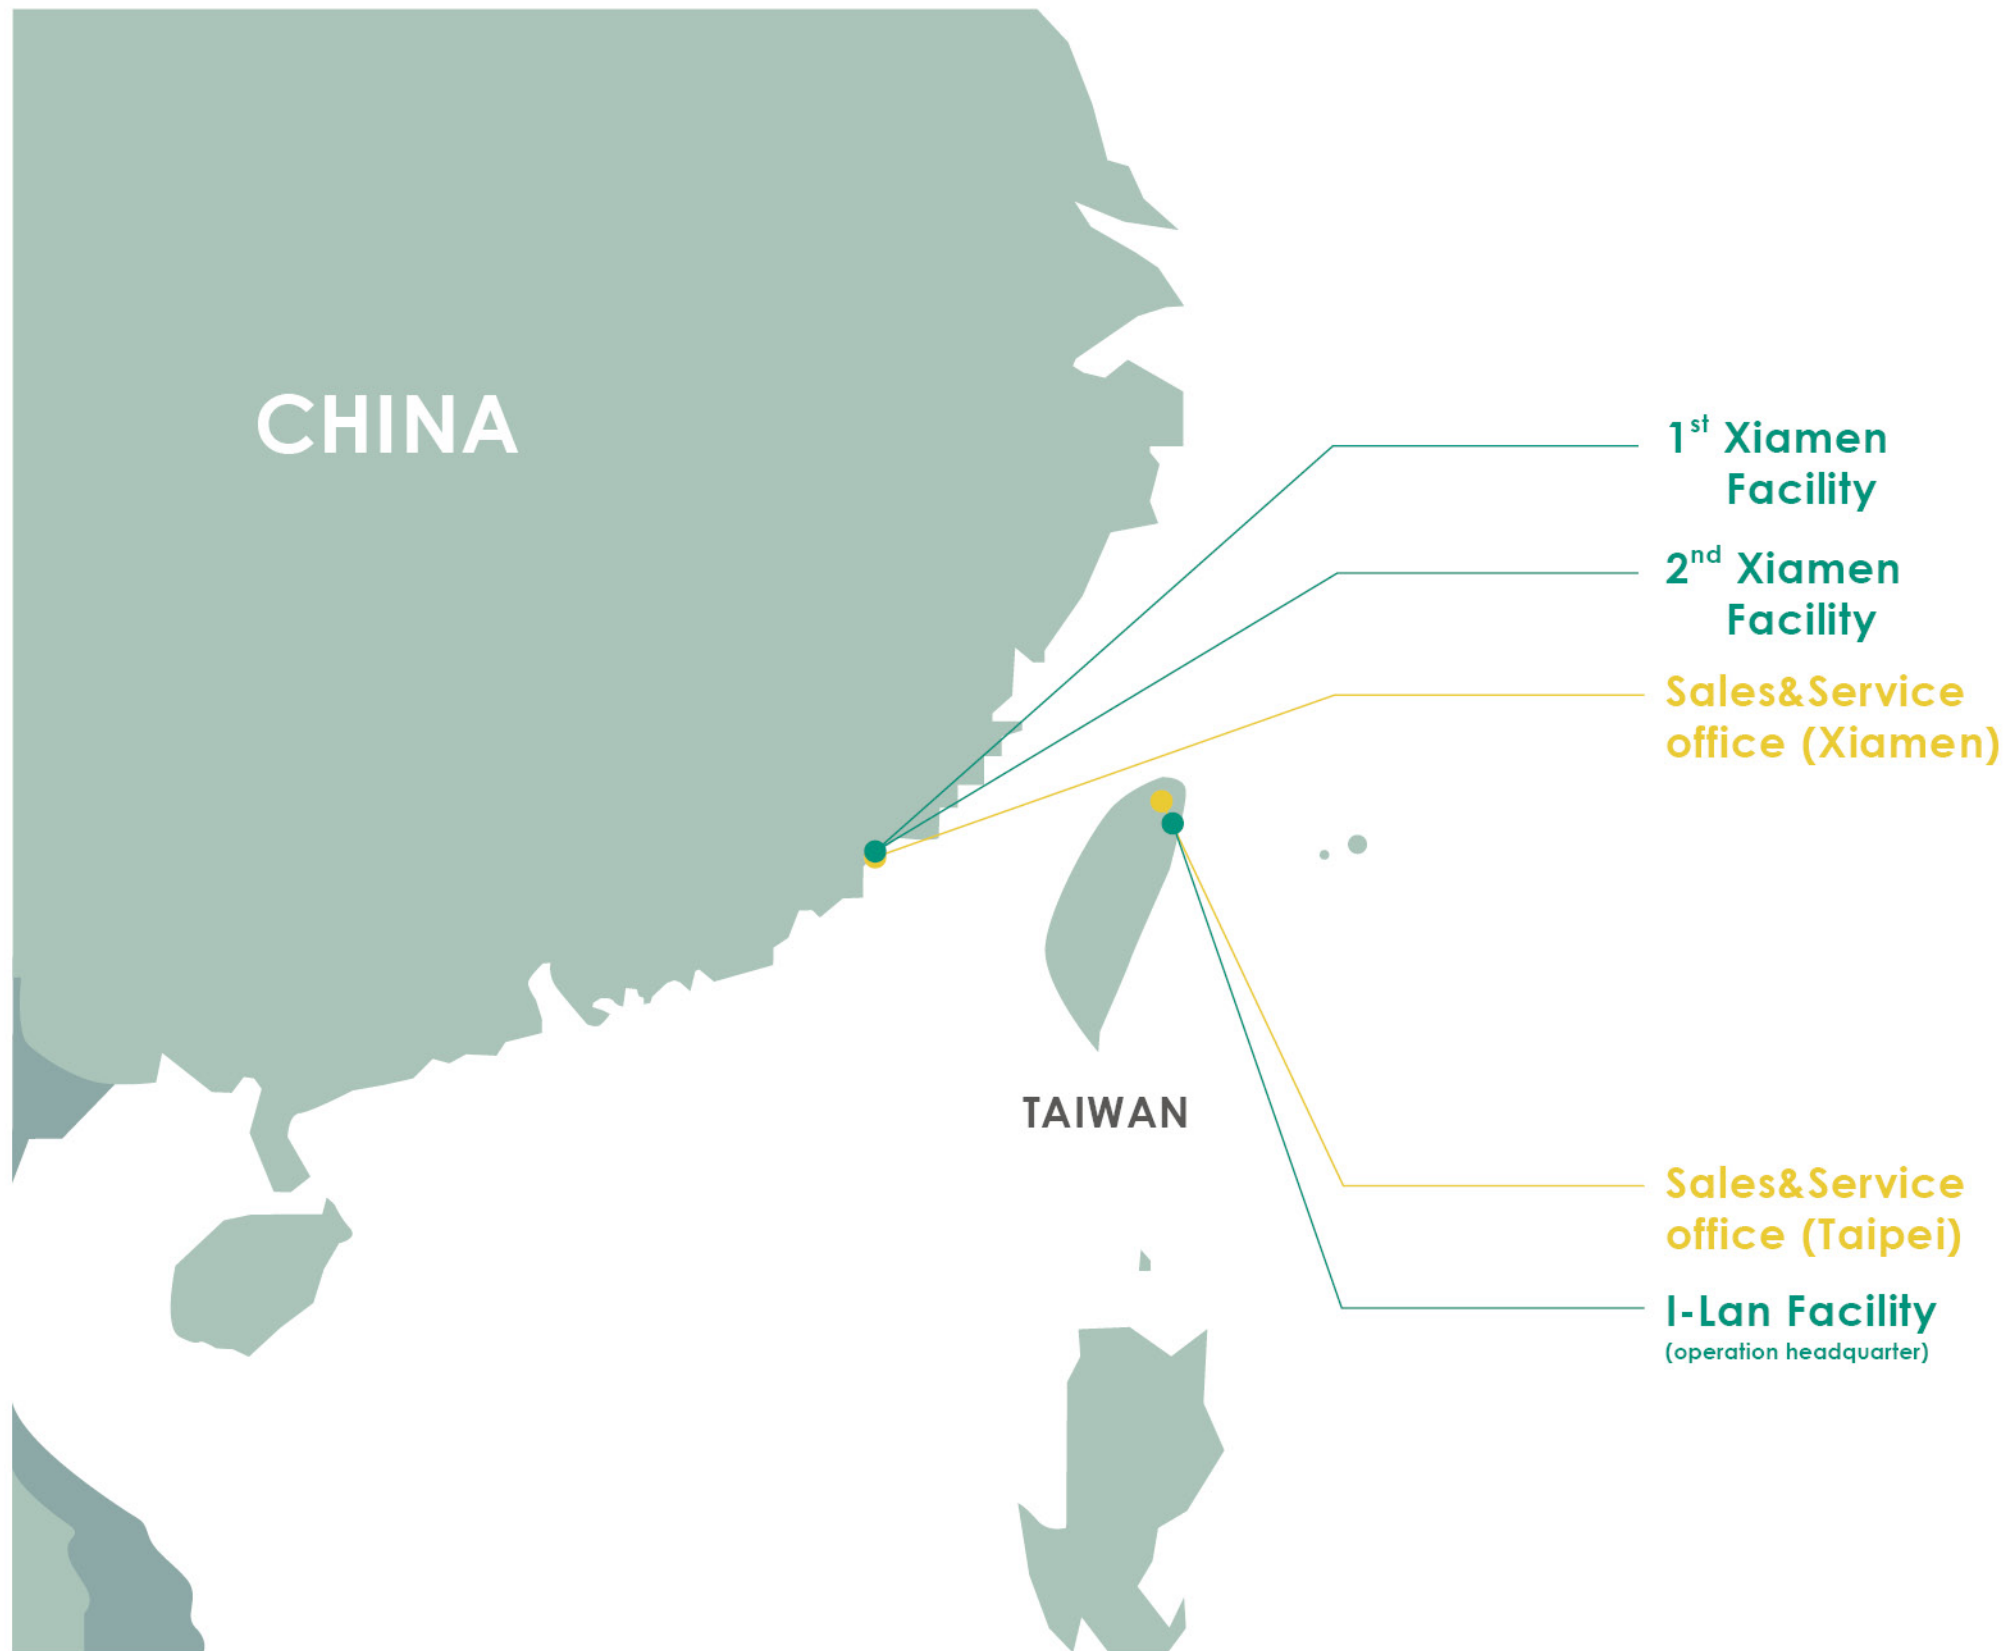 CHINA
1st Xiamen
Facility
2nd Xiamen
Facility
Sales&Service
office (Xiamen)
TAIWAN
Sales&Service
office (Taipei)
I-Lan Facility
(operation headquarter)